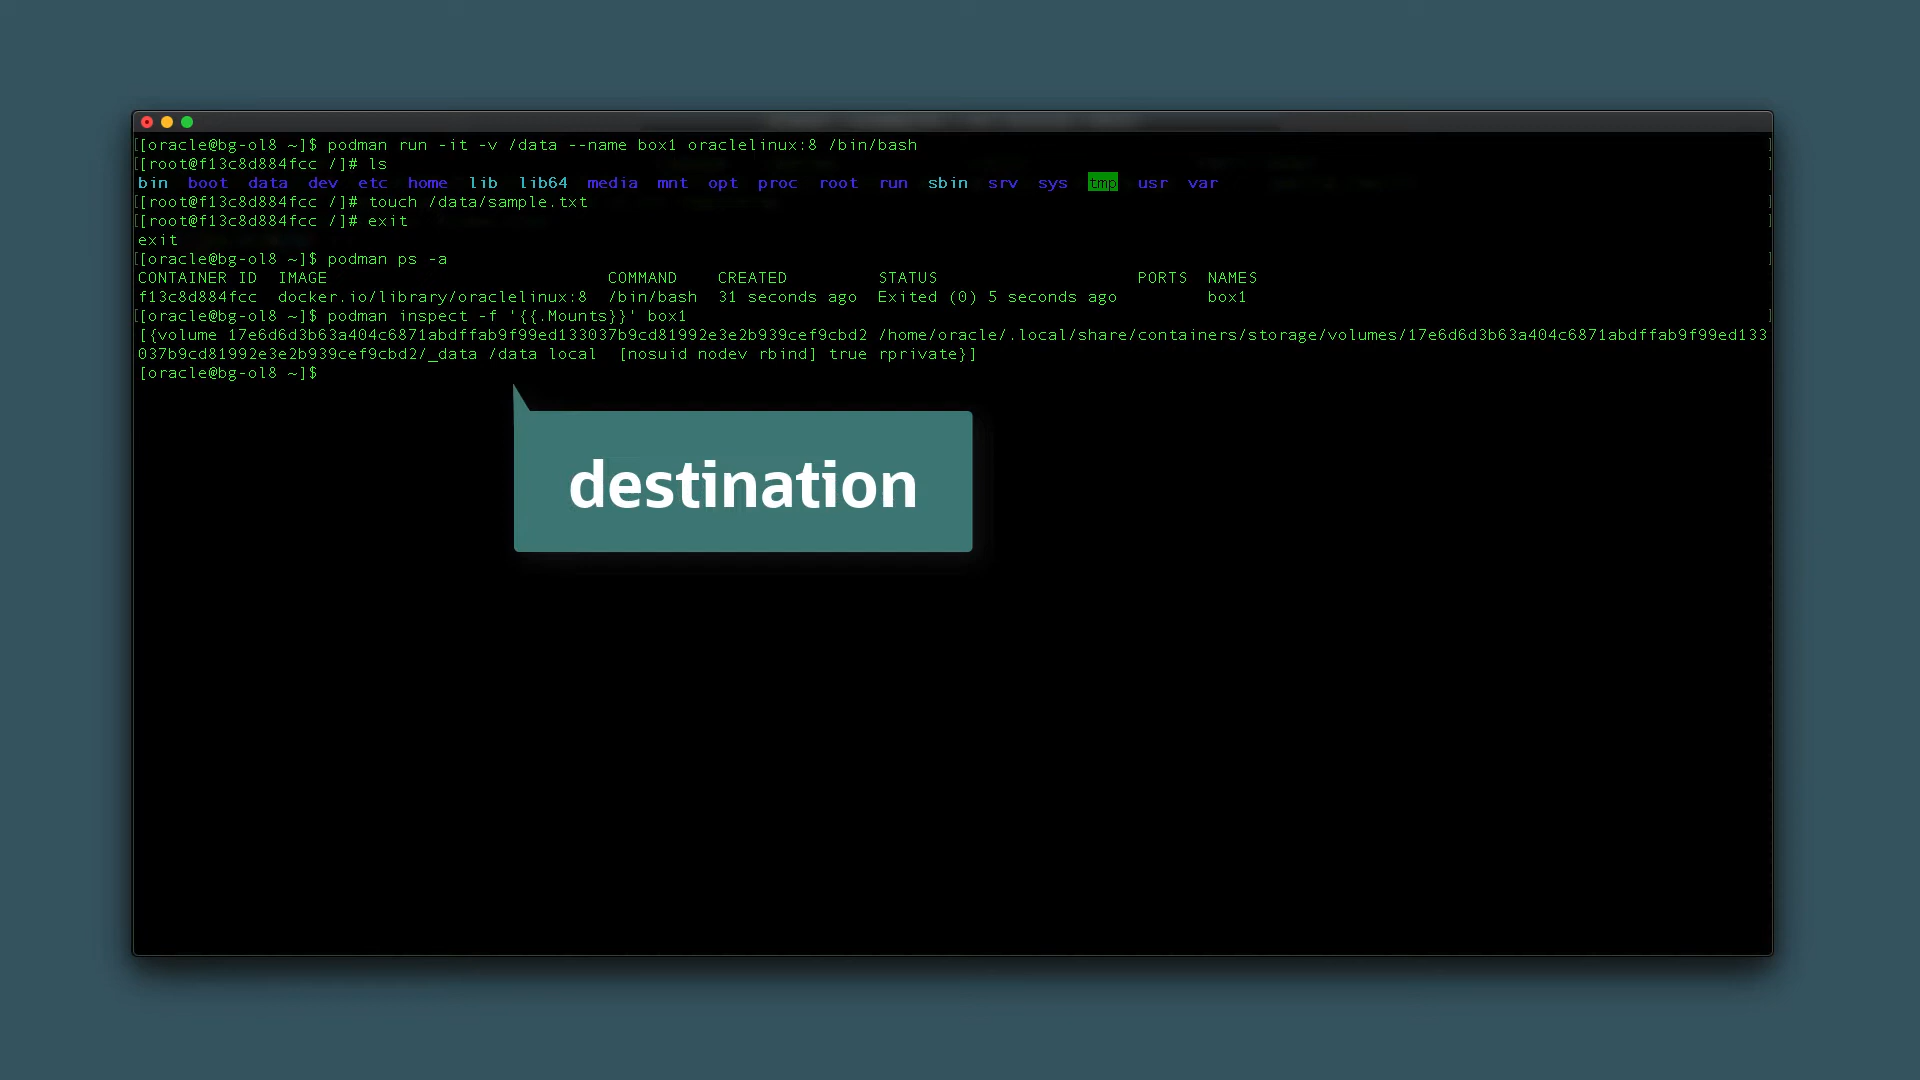 [[oracle@bg-ol8 ~]$ podman run -it -v /data --name box1 oraclelinux:8 /bin/bash ]
[[root@f13c8d884fcc /]# ls ]
bin boot data dev etc home lib lib64 media mnt opt proc root run sbin srv sys tmp usr var
[[root@f13c8d884fcc /]# touch /data/sample.txt ]
[[root@f13c8d884fcc /]# exit ]
exit
[[oracle@bg-ol8 ~]$ podman ps -a ]
CONTAINER ID IMAGE COMMAND CREATED STATUS PORTS NAMES
f13c8d884fcc docker.io/library/oraclelinux:8 /bin/bash 31 seconds ago Exited (0) 5 seconds ago box1
[[oracle@bg-ol8 ~]$ podman inspect -f '{{.Mounts}}' box1 ]
[{volume 17e6d6d3b63a404c6871abdffab9f99ed133037b9cd81992e3e2b939cef9cbd2 /home/oracle/.local/share/containers/storage/volumes/17e6d6d3b63a404c6871abdffab9f99ed133
037b9cd81992e3e2b939cef9cbd2/_data /data local [nosuid nodev rbind] true rprivate}]
[oracle@bg-ol8 ~]$
destination